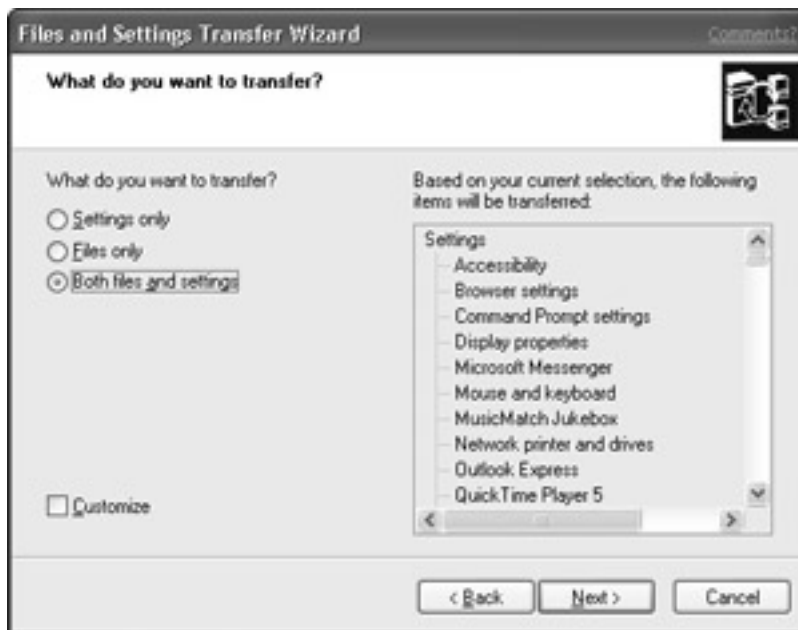 Files and Settings Transfer Wizard
Comments?
What do you want to transfer?
What do you want to transfer?
Settings only
Files only
Both files and settings
Customize
Based on your current selection, the following
items will be transferred:
Settings
Accessibility
Browser settings
Command Prompt settings
Display properties
Microsoft Messenger
Mouse and keyboard
MusicMatch Jukebox
Network printer and drives
Outlook Express
QuickTime Player 5
< Back
Next >
Cancel